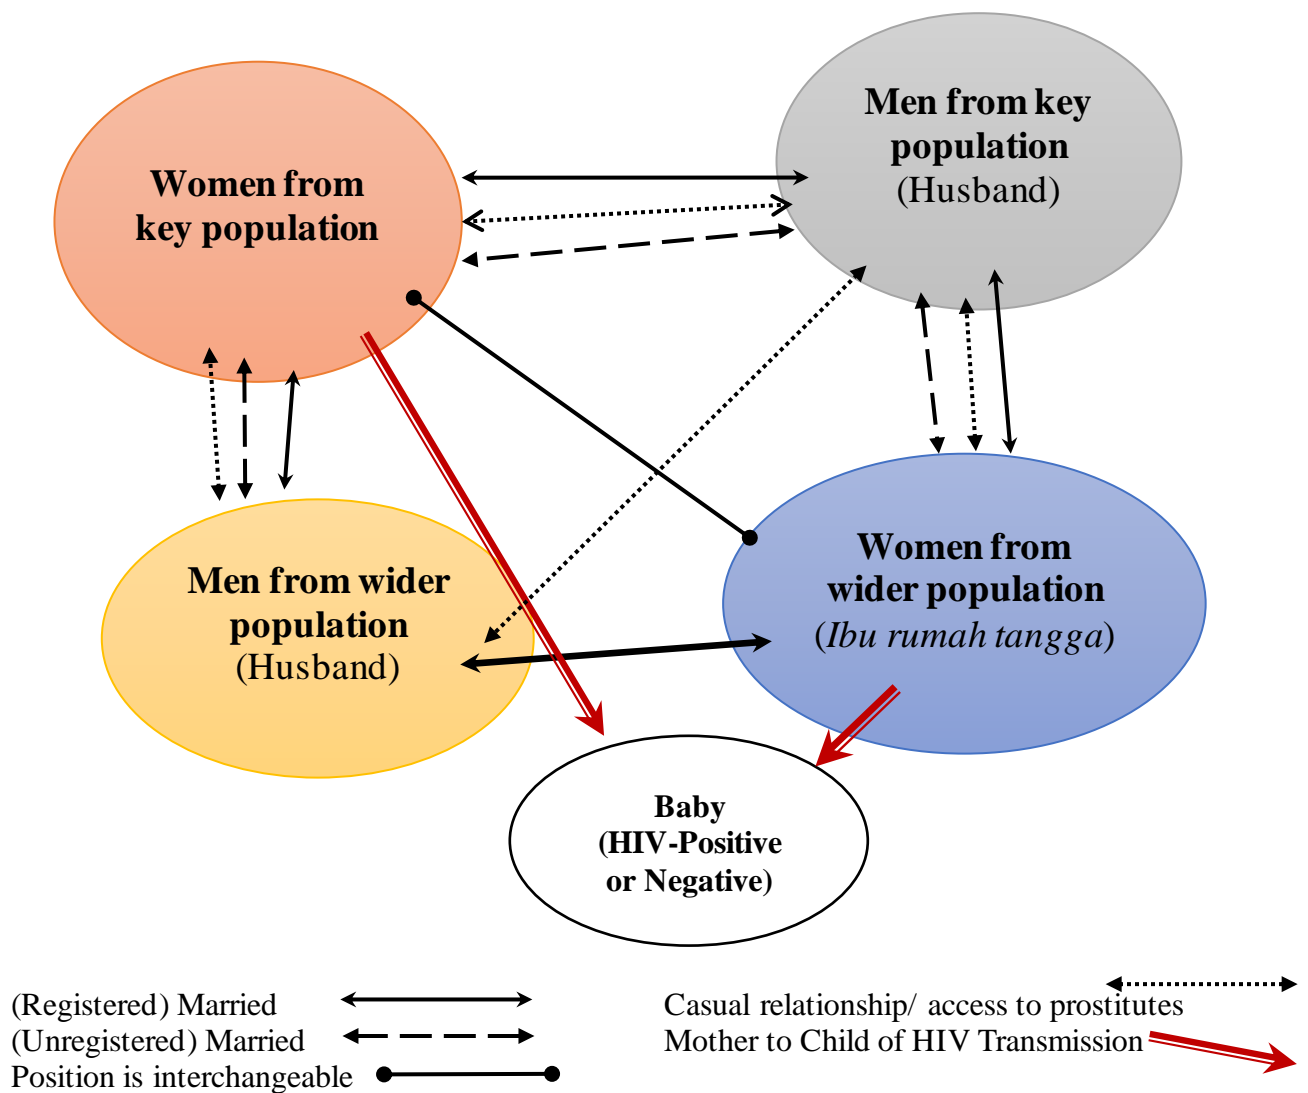 Women from
key population
Men from key
population
(Husband)
Men from wider
population
(Husband)
Women from
wider population
(Ibu rumah tangga)
Baby
(HIV-Positive
or Negative)
(Registered) Married
(Unregistered) Married
Position is interchangeable
Casual relationship/ access to prostitutes
Mother to Child of HIV Transmission